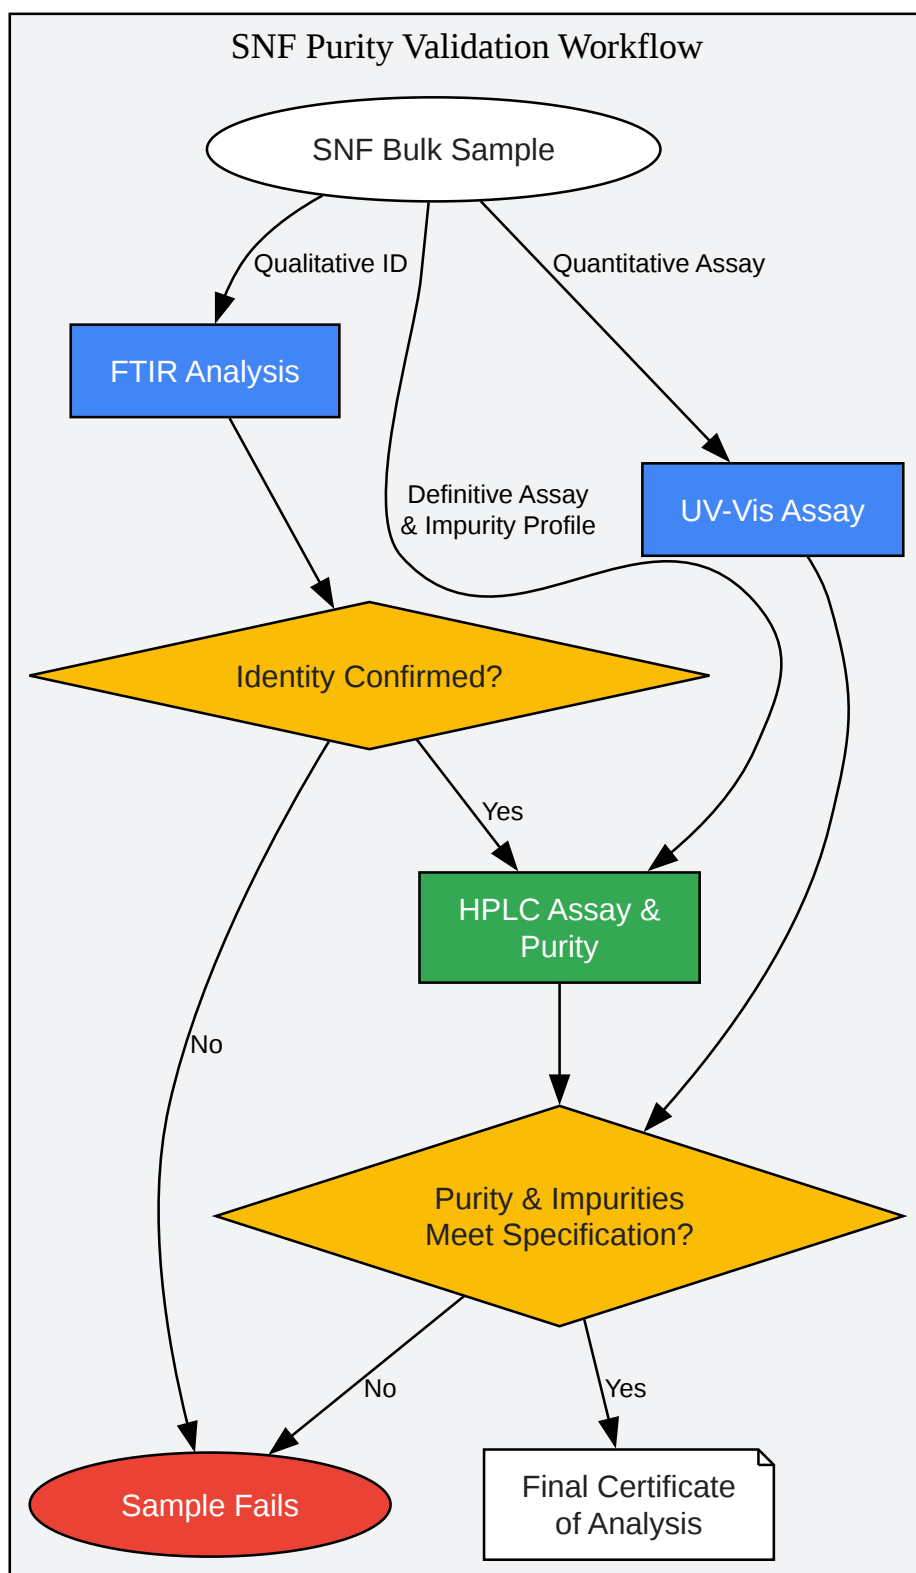 SNF Purity Validation Workflow
SNF Bulk Sample
Qualitative ID
Quantitative Assay
FTIR Analysis
Definitive Assay
& Impurity Profile
UV-Vis Assay
Identity Confirmed?
Yes
HPLC Assay &
Purity
No
Purity & Impurities
Meet Specification?
No
Yes
Sample Fails
Final Certificate
of Analysis